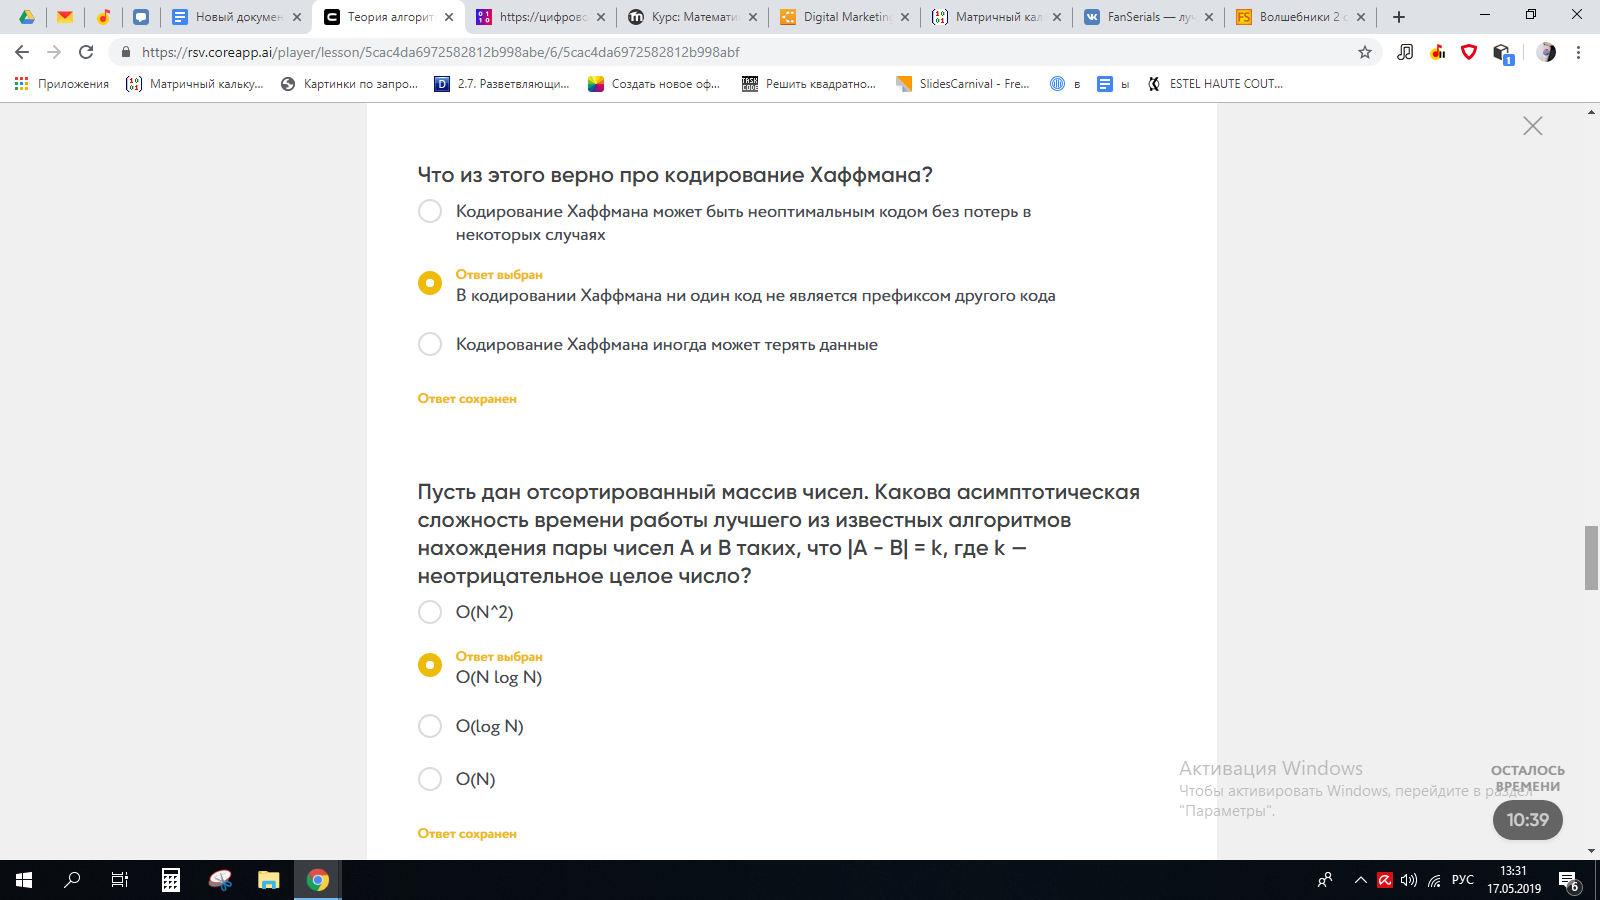 Новый докумен
Теория алгорит
https://цифрово
Курс: Математи
Digital Marketing
Матричный кал
FanSerials — лу
Волшебники 2 с
https://rsv.coreapp.ai/player/lesson/5cac4da6972582812b998abe/6/5cac4da6972582812b998abf
Приложения
Матричный кальку...
Картинки по запро...
2.7. Разветвляющи...
Создать новое оф...
Решить квадратно...
SlidesCarnival - Fre...
в
ы
ESTEL HAUTE COUT...
Что из этого верно про кодирование Хаффмана?
Кодирование Хаффмана может быть неоптимальным кодом без потерь в
некоторых случаях
Ответ выбран
В кодировании Хаффмана ни один код не является префиксом другого кода
Кодирование Хаффмана иногда может терять данные
Ответ сохранен
Пусть дан отсортированный массив чисел. Какова асимптотическая
сложность времени работы лучшего из известных алгоритмов
нахождения пары чисел A и B таких, что |A - B| = k, где k —
неотрицательное целое число?
O(N^2)
Ответ выбран
O(N log N)
O(log N)
O(N)
Ответ сохранен
Активация Windows
Чтобы активировать Windows, перейдите в раздел
"Параметры".
ОСТАЛОСЬ
ВРЕМЕНИ
10:39
РУС
13:31
17.05.2019
6